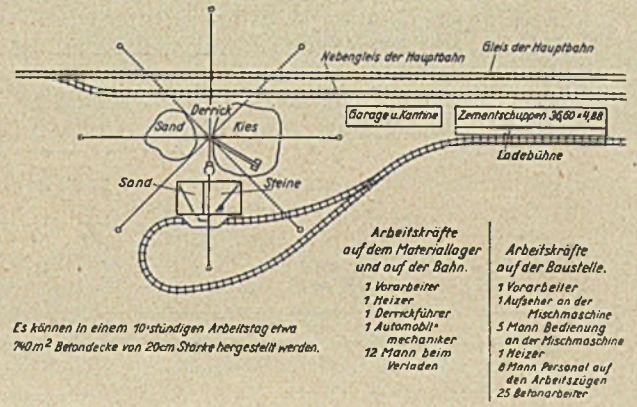 Gleis der Hauptbahn
Nebengleis der Hauptbahn
Derrick
Sand
Kies
Garage u. Kantine
Zementschuppen 36,60 × 4,88
Ladebühne
Sand
Steine
Arbeitskräfte
auf dem Materiallager
und auf der Bahn.
1 Vorarbeiter
1 Heizer
1 Derrickführer
1 Automobil-
mechaniker
12 Mann beim
Verladen
Arbeitskräfte
auf der Baustelle.
1 Vorarbeiter
1 Aufseher an der
Mischmaschine
5 Mann Bedienung
an der Mischmaschine
1 Heizer
8 Mann Personal auf
den Arbeitszügen
25 Betonarbeiter
Es können in einem 10-stündigen Arbeitstag etwa
740 m² Betondecke von 20cm Stärke hergestellt werden.